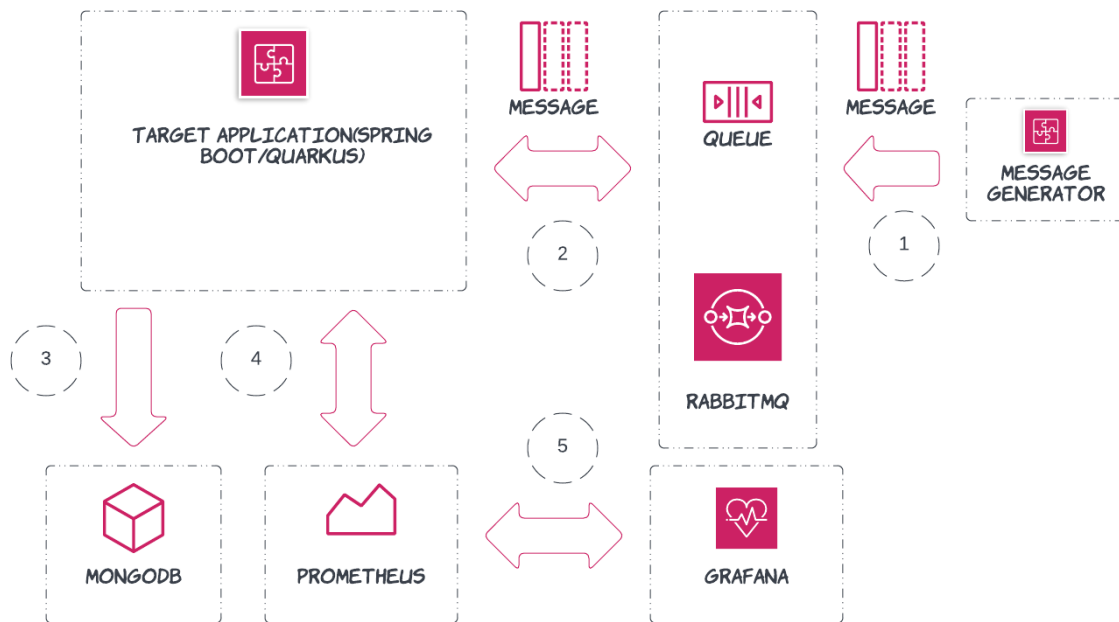 MESSAGE
MESSAGE
TARGET APPLICATION(SPRING
BOOT/QUARKUS)
QUEUE
MESSAGE
GENERATOR
2
1
3
4
RABBITMQ
5
MONGODB
PROMETHEUS
GRAFANA